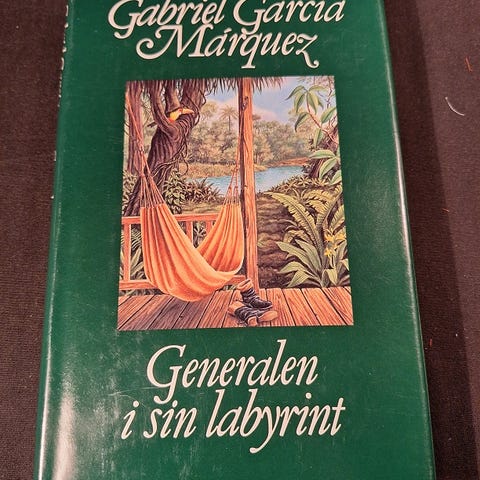 Gabriel García
Márquez
Generalen
i sin labyrint